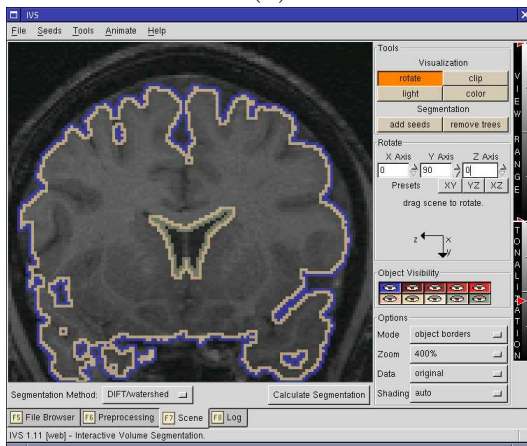 IVS
File Seeds Tools Animate Help
Tools
Visualization
rotate clip
light color
Segmentation
add seeds remove trees
Rotate
X Axis Y Axis Z Axis
0 90 0
Presets XY YZ XZ
drag scene to rotate.
z x
y
Object Visibility
Options
Mode object borders
Zoom 400%
Data original
Shading auto
VIEW RANGE
TONALIZATION
Segmentation Method: DIFT/watershed Calculate Segmentation
F5 File Browser F6 Preprocessing F7 Scene F8 Log
IVS 1.11 [web] - Interactive Volume Segmentation.